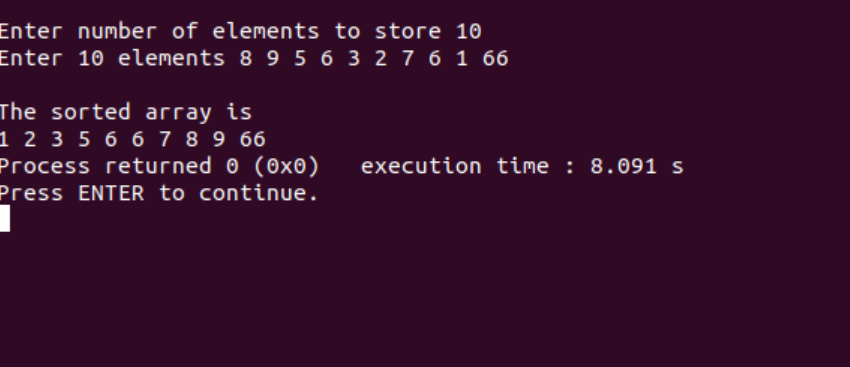 Enter number of elements to store 10
Enter 10 elements 8 9 5 6 3 2 7 6 1 66
The sorted array is
1 2 3 5 6 6 7 8 9 66
Process returned 0 (0x0)   execution time : 8.091 s
Press ENTER to continue.